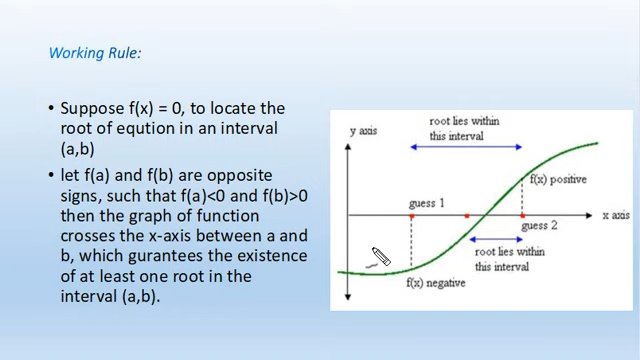 Working Rule:
• Suppose f(x) = 0, to locate the
root of eqution in an interval
(a,b)
• let f(a) and f(b) are opposite
signs, such that f(a)<0 and f(b)>0
then the graph of function
crosses the x-axis between a and
b, which gurantees the existence
of at least one root in the
interval (a,b).
root lies within
this interval
y axis
f(x) positive
guess 1
x axis
guess 2
root lies within
this interval
f(x) negative